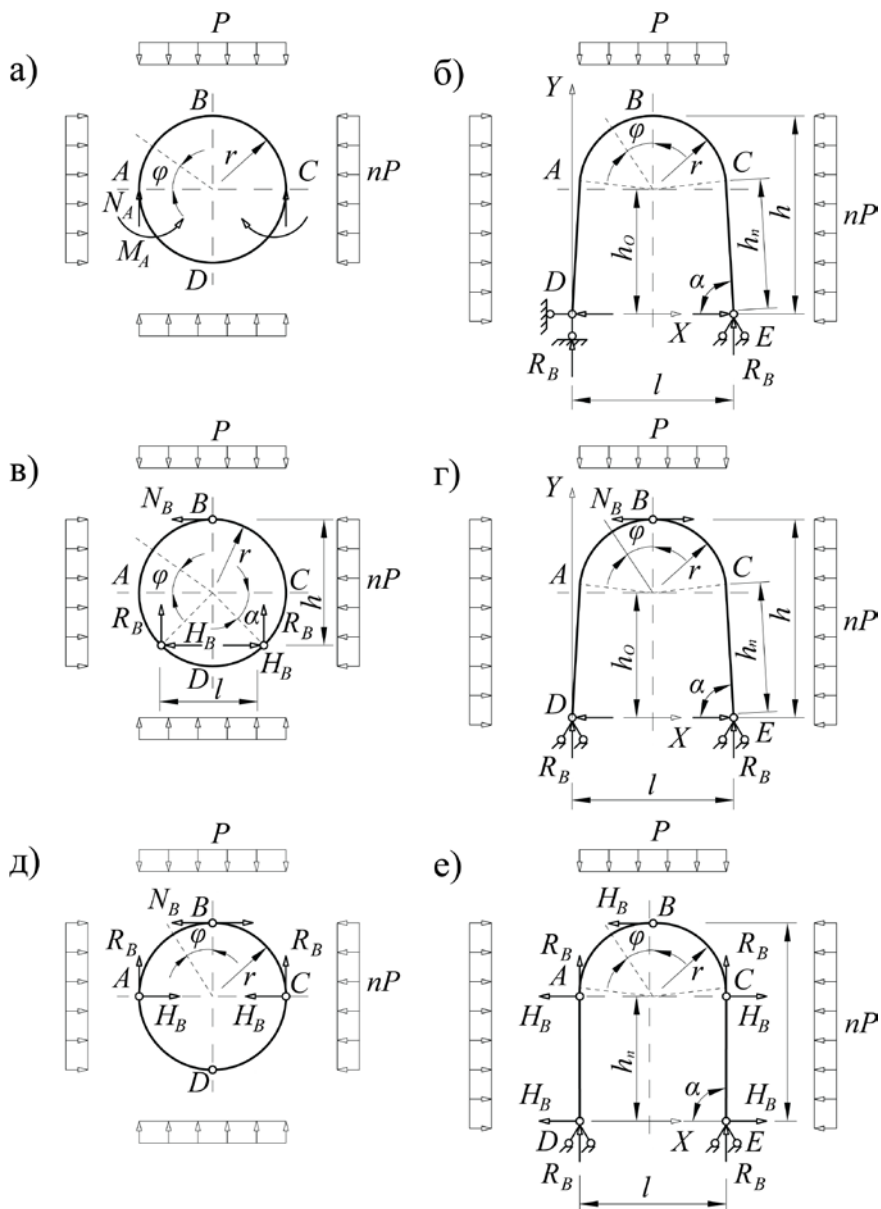 а)
P
B
A
φ
r
C
N_A
M_A
D
nP
б)
P
Y
B
φ
A
r
C
h_O
h_n
h
nP
D
α
X
E
R_B
R_B
l
в)
P
N_B
B
r
A
φ
C
R_B
H_B
α
R_B
h
D
H_B
l
nP
г)
P
Y
N_B
B
φ
A
r
C
h_O
h_n
h
nP
D
α
X
E
R_B
R_B
l
д)
P
N_B
B
R_B
φ
R_B
A
r
C
H_B
H_B
D
nP
е)
P
H_B
B
R_B
φ
R_B
A
r
C
H_B
H_B
h_n
nP
α
H_B
H_B
D
X
E
R_B
R_B
l